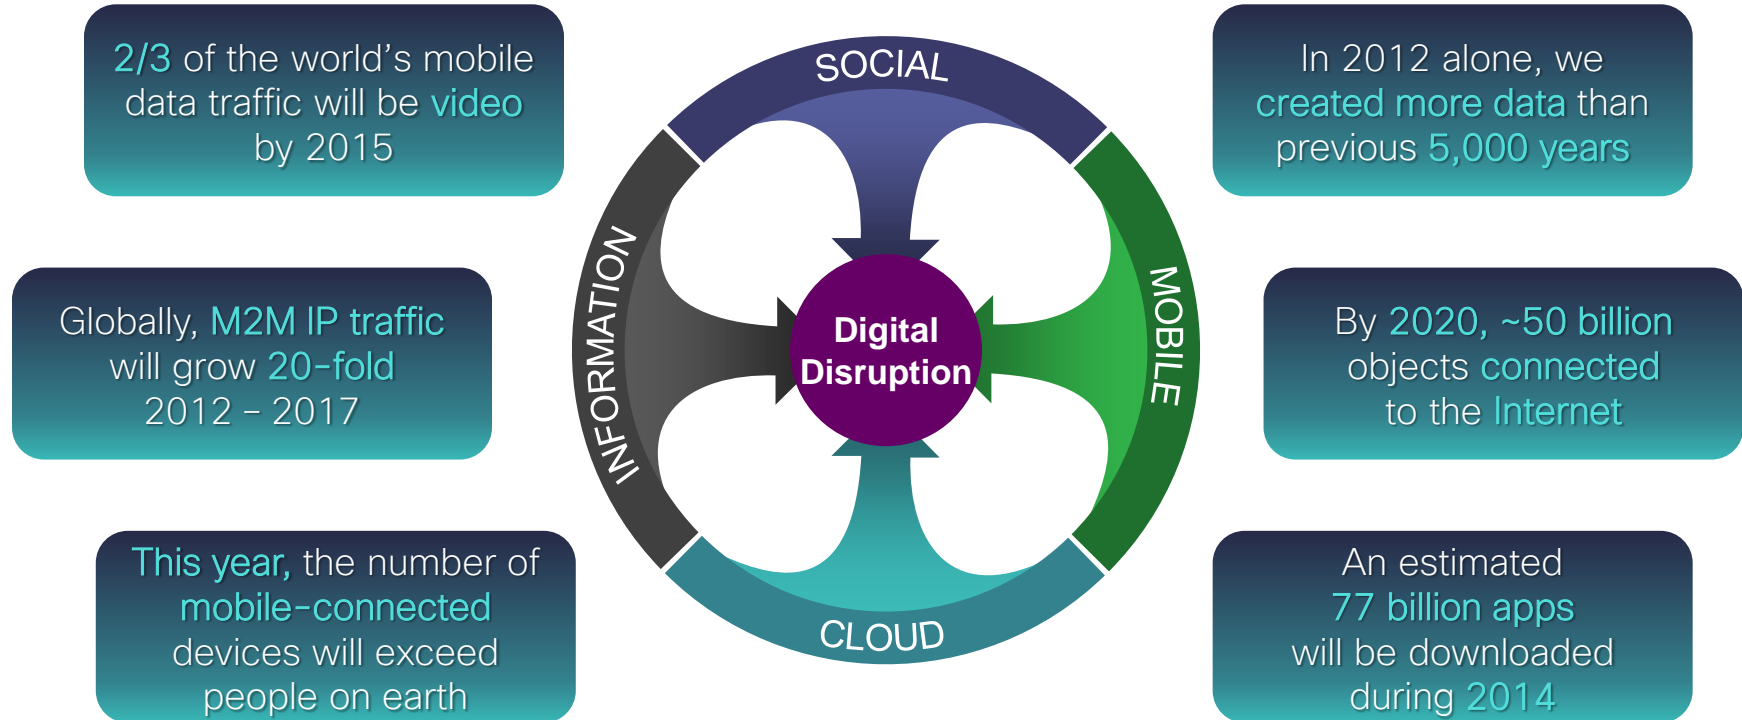 2/3 of the world's mobile
data traffic will be video
by 2015
SOCIAL
In 2012 alone, we
created more data than
previous 5,000 years
Globally, M2M IP traffic
will grow 20-fold
2012 – 2017
INFORMATION
Digital
Disruption
MOBILE
By 2020, ~50 billion
objects connected
to the Internet
This year, the number of
mobile-connected
devices will exceed
people on earth
CLOUD
An estimated
77 billion apps
will be downloaded
during 2014